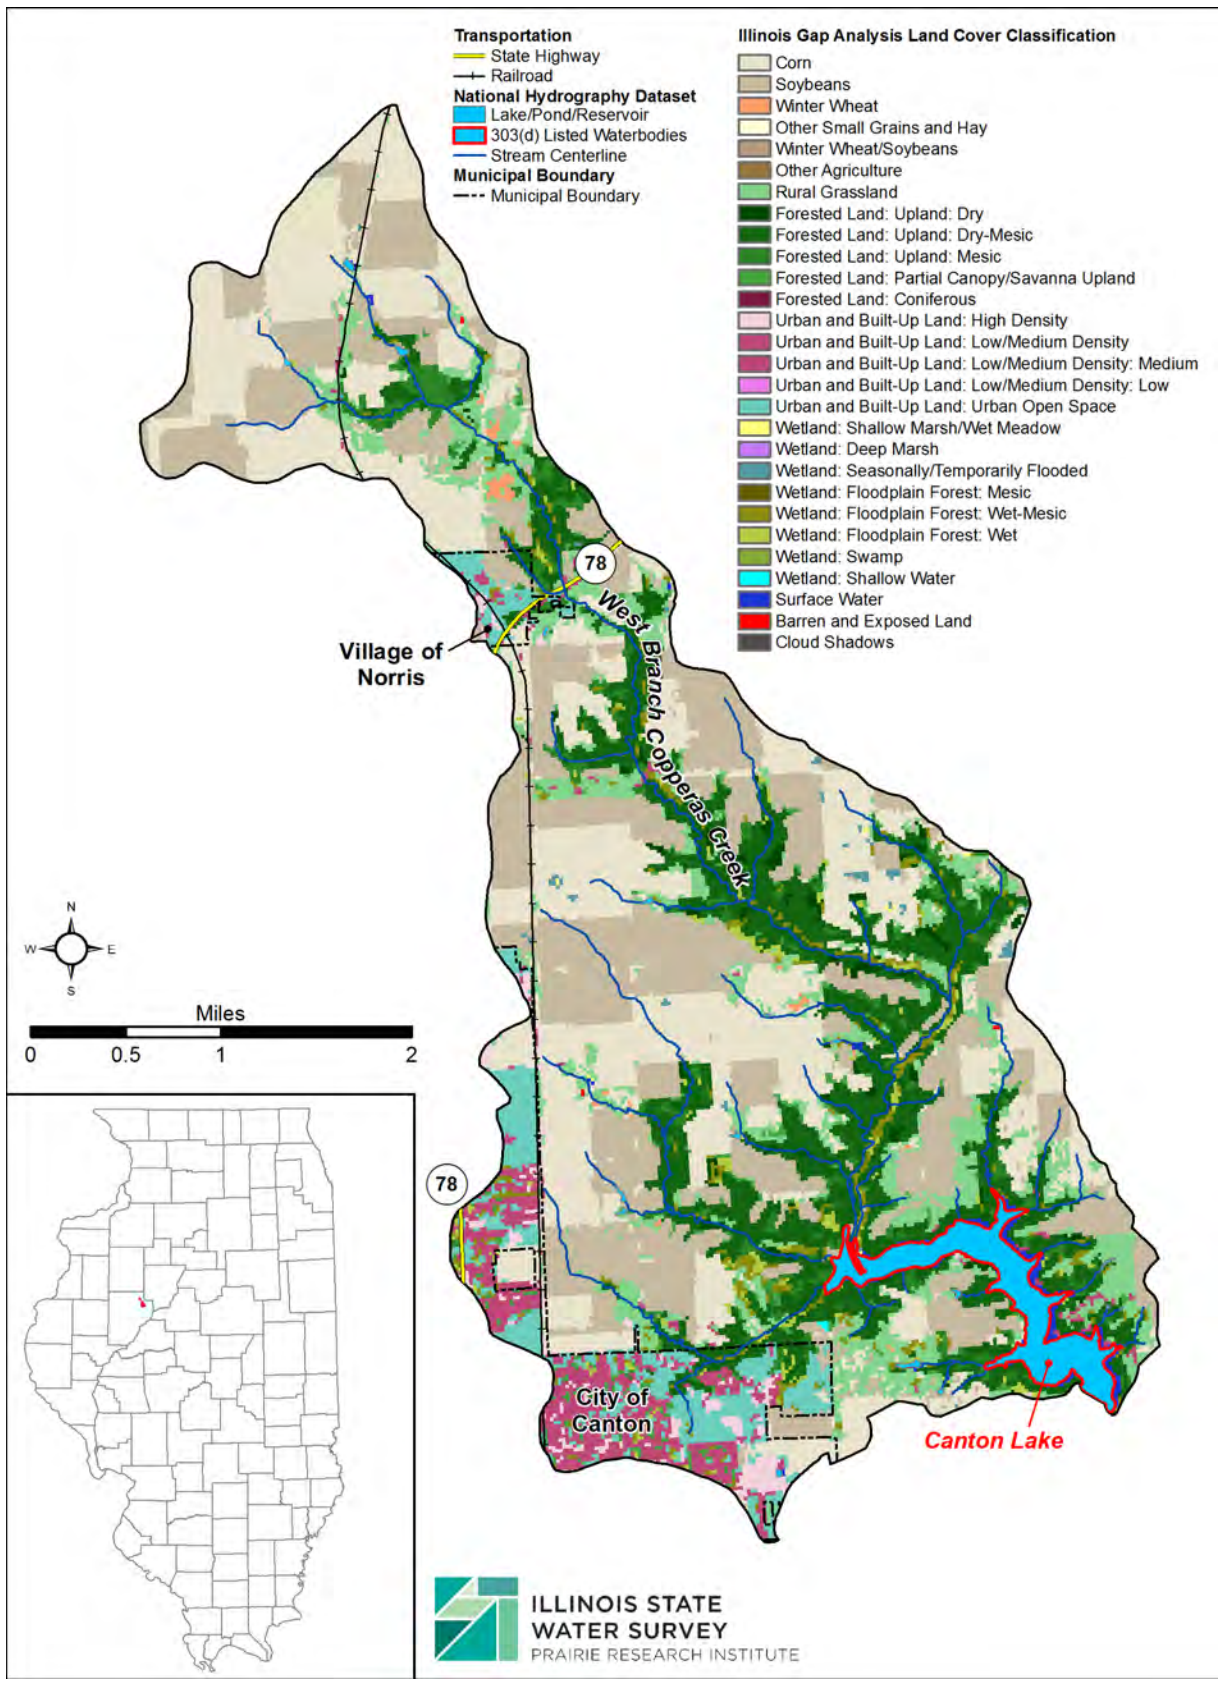 Transportation
State Highway
Railroad
National Hydrography Dataset
Lake/Pond/Reservoir
303(d) Listed Waterbodies
Stream Centerline
Municipal Boundary
Municipal Boundary
Illinois Gap Analysis Land Cover Classification
Corn
Soybeans
Winter Wheat
Other Small Grains and Hay
Winter Wheat/Soybeans
Other Agriculture
Rural Grassland
Forested Land: Upland: Dry
Forested Land: Upland: Dry-Mesic
Forested Land: Upland: Mesic
Forested Land: Partial Canopy/Savanna Upland
Forested Land: Coniferous
Urban and Built-Up Land: High Density
Urban and Built-Up Land: Low/Medium Density
Urban and Built-Up Land: Low/Medium Density: Medium
Urban and Built-Up Land: Low/Medium Density: Low
Urban and Built-Up Land: Urban Open Space
Wetland: Shallow Marsh/Wet Meadow
Wetland: Deep Marsh
Wetland: Seasonally/Temporarily Flooded
Wetland: Floodplain Forest: Mesic
Wetland: Floodplain Forest: Wet-Mesic
Wetland: Floodplain Forest: Wet
Wetland: Swamp
Wetland: Shallow Water
Surface Water
Barren and Exposed Land
Cloud Shadows
78
West Branch Copperas Creek
Village of
Norris
N
W E
S
Miles
0 0.5 1 2
78
City of
Canton
Canton Lake
ILLINOIS STATE
WATER SURVEY
PRAIRIE RESEARCH INSTITUTE